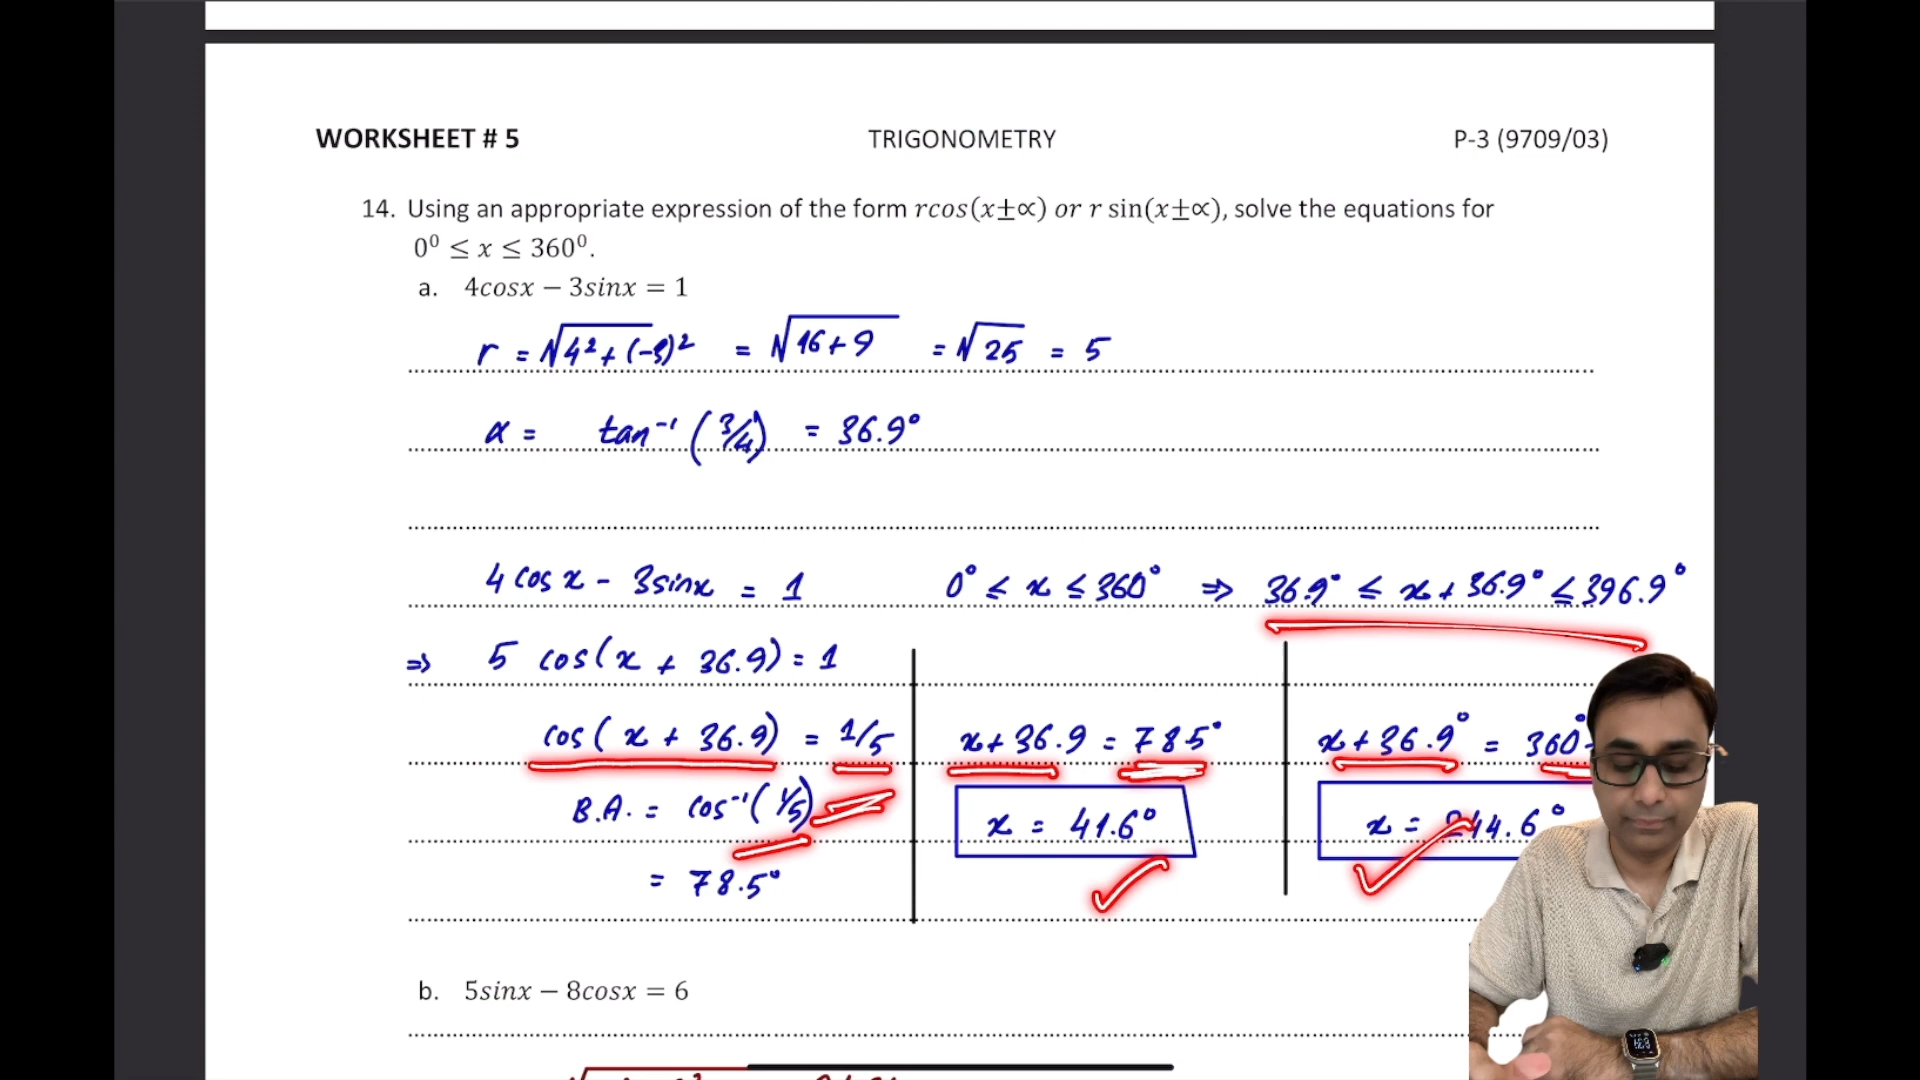 WORKSHEET # 5 TRIGONOMETRY P-3 (9709/03)
14. Using an appropriate expression of the form rcos(x±∝) or r sin(x±∝), solve the equations for
0⁰ ≤ x ≤ 360⁰.
a. 4cosx − 3sinx = 1
r = √4² + (-3)² = √16+9 = √25 = 5
α = tan⁻¹ (3/4) = 36.9°
4 cos x - 3sinx = 1 0° ≤ x ≤ 360° ⇒ 36.9° ≤ x + 36.9° ≤ 396.9°
⇒ 5 cos(x + 36.9) = 1
cos(x + 36.9) = 1/5 x + 36.9 = 78.5° x + 36.9° = 360°-
B.A. = cos⁻¹(1/5) x = 41.6° x = 244.6°
= 78.5°
b. 5sinx − 8cosx = 6